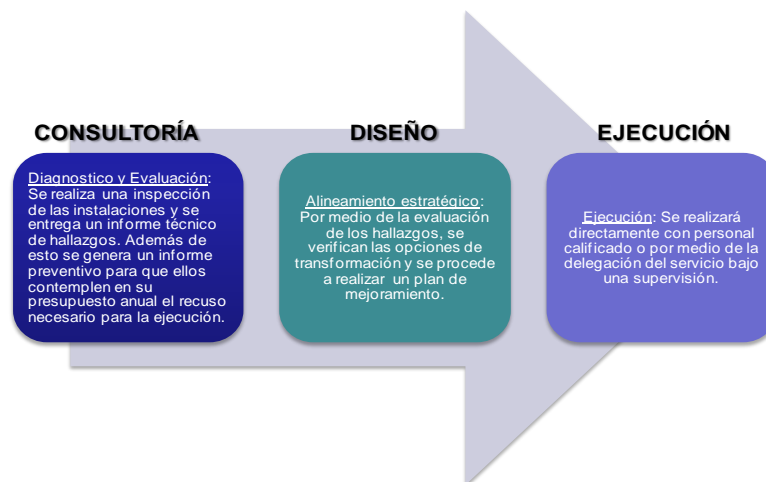 CONSULTORÍA
Diagnostico y Evaluación:
Se realiza una inspección
de las instalaciones y se
entrega un informe técnico
de hallazgos. Además de
esto se genera un informe
preventivo para que ellos
contemplen en su
presupuesto anual el recuso
necesario para la ejecución.
DISEÑO
Alineamiento estratégico:
Por medio de la evaluación
de los hallazgos, se
verifican las opciones de
transformación y se procede
a realizar un plan de
mejoramiento.
EJECUCIÓN
Ejecución: Se realizará
directamente con personal
calificado o por medio de la
delegación del servicio bajo
una supervisión.